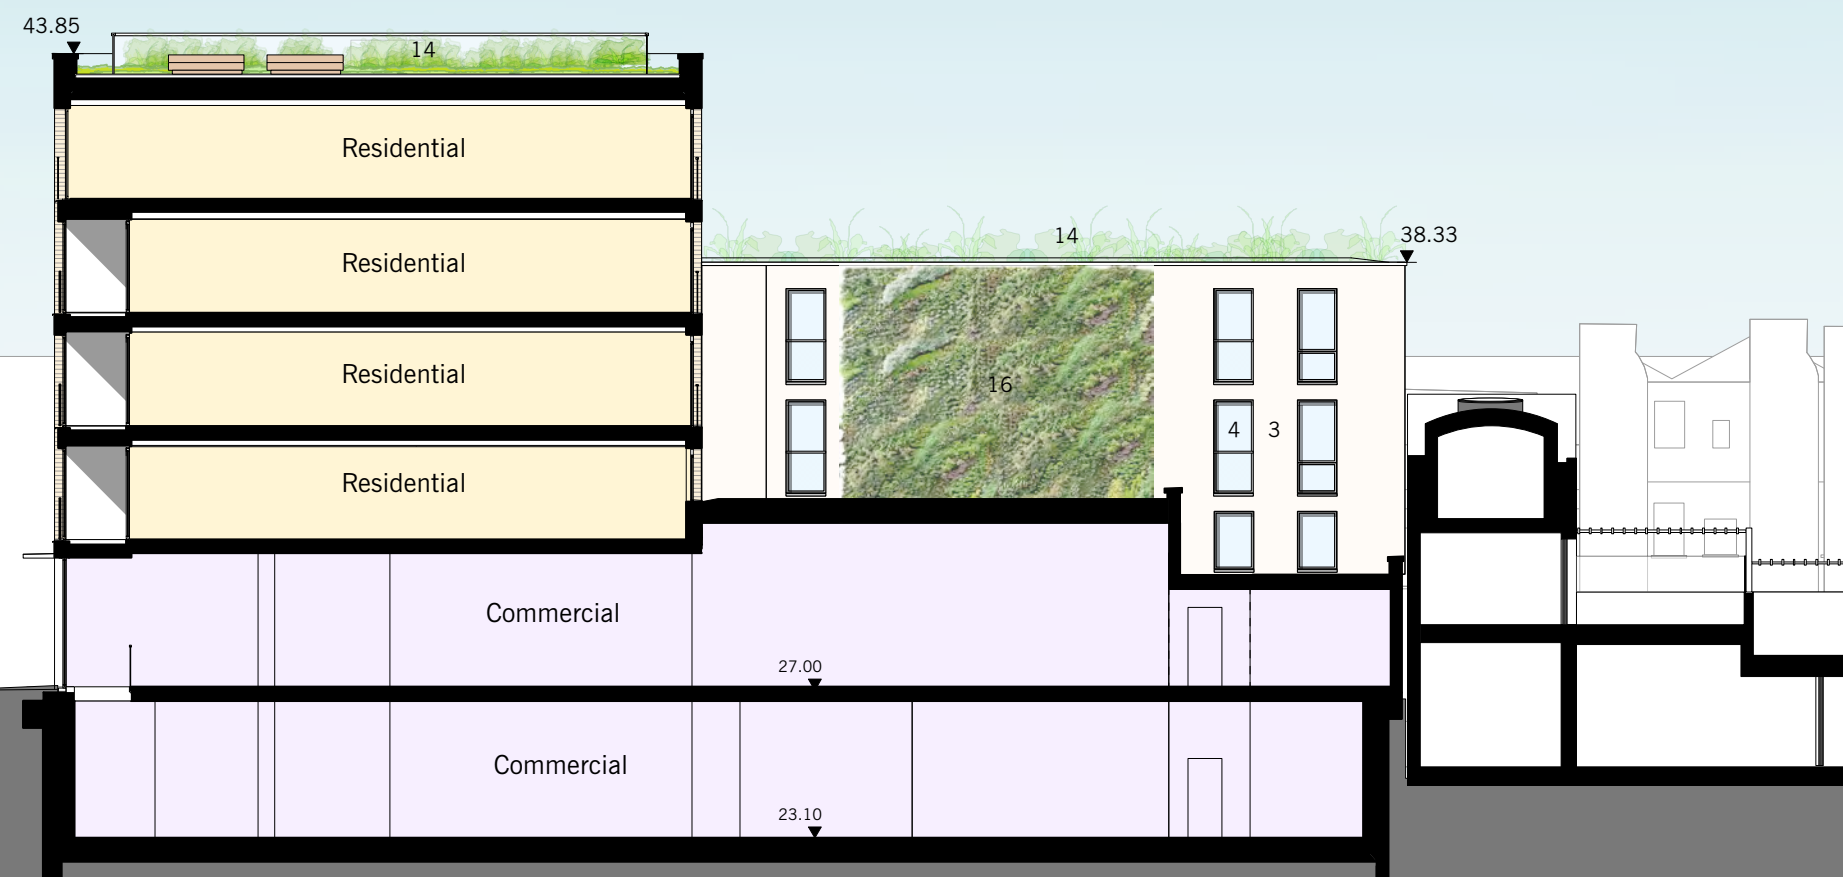 43.85
14
Residential
14
38.33
Residential
Residential
16
4
3
Residential
Commercial
27.00
Commercial
23.10